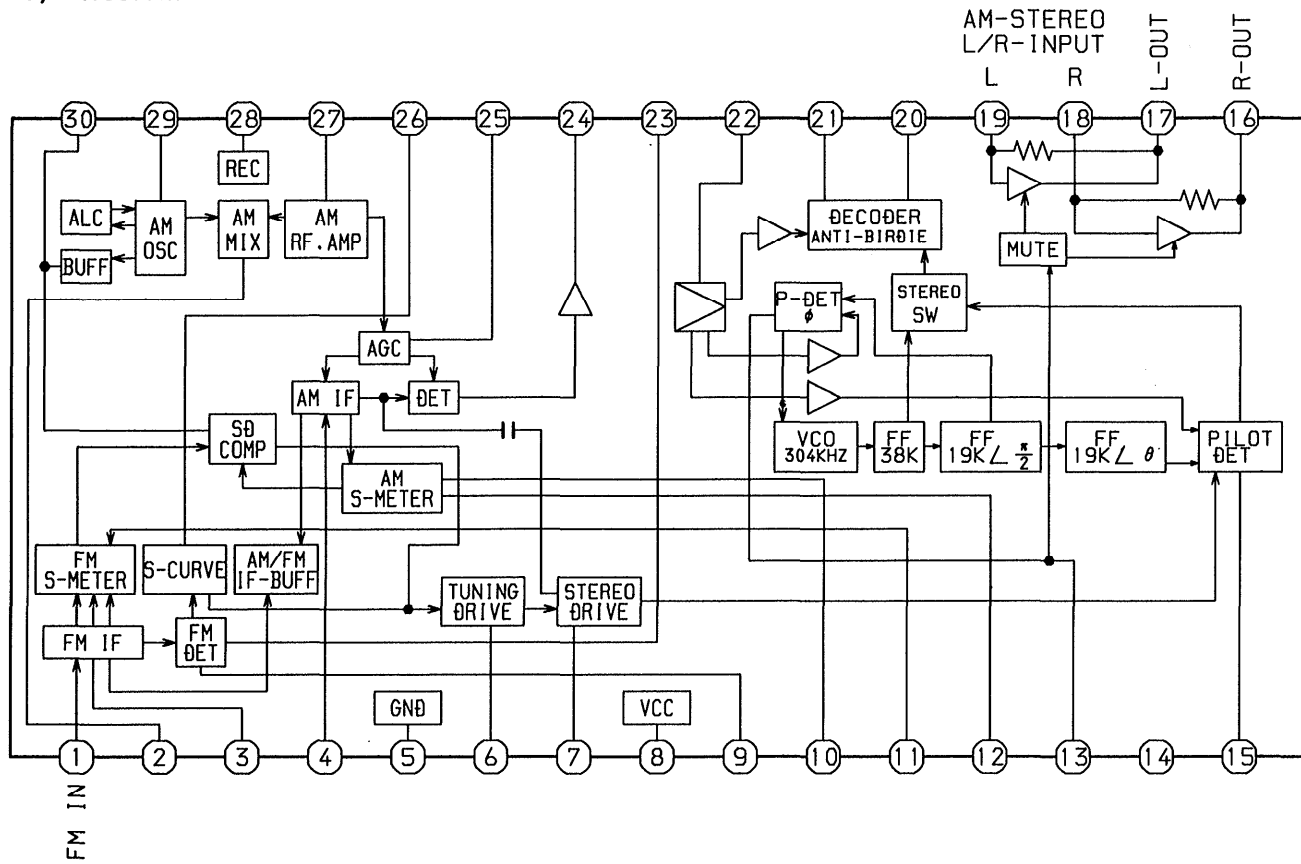 AM-STEREO
L/R-INPUT
L R
L-OUT
R-OUT
30 29 28 27 26 25 24 23 22 21 20 19 18 17 16
REC
ALC
AM
OSC
AM
MIX
AM
RF.AMP
BUFF
DECODER
ANTI-BIRDIE
MUTE
P-DET
φ
STEREO
SW
AGC
AM IF
DET
SD
COMP
AM
S-METER
VCO
304KHZ
FF
38K
FF
19K∠ π/2
FF
19K∠ θ
PILOT
DET
FM
S-METER
S-CURVE
AM/FM
IF-BUFF
TUNING
DRIVE
STEREO
DRIVE
FM IF
FM
DET
GND
VCC
1 2 3 4 5 6 7 8 9 10 11 12 13 14 15
FM IN